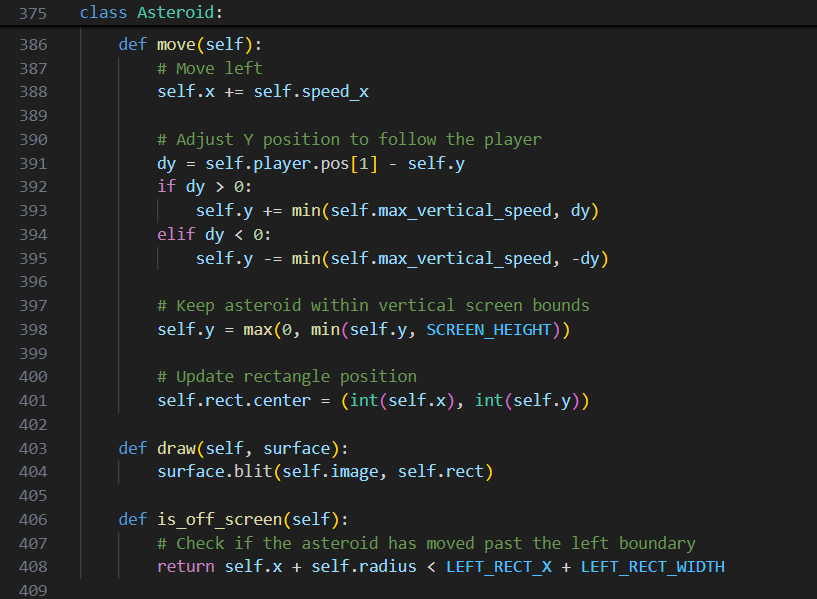 375 class Asteroid:
386 def move(self):
387 # Move left
388 self.x += self.speed_x
389
390 # Adjust Y position to follow the player
391 dy = self.player.pos[1] - self.y
392 if dy > 0:
393 self.y += min(self.max_vertical_speed, dy)
394 elif dy < 0:
395 self.y -= min(self.max_vertical_speed, -dy)
396
397 # Keep asteroid within vertical screen bounds
398 self.y = max(0, min(self.y, SCREEN_HEIGHT))
399
400 # Update rectangle position
401 self.rect.center = (int(self.x), int(self.y))
402
403 def draw(self, surface):
404 surface.blit(self.image, self.rect)
405
406 def is_off_screen(self):
407 # Check if the asteroid has moved past the left boundary
408 return self.x + self.radius < LEFT_RECT_X + LEFT_RECT_WIDTH
409